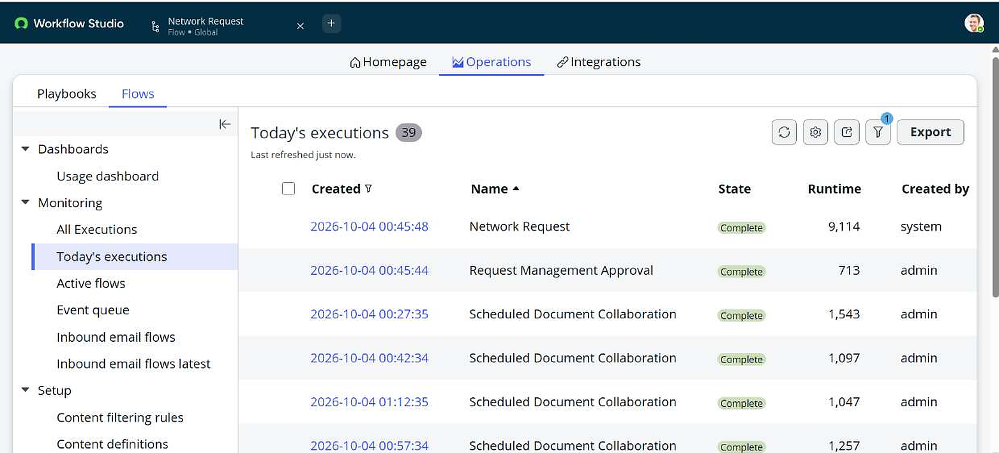 Workflow Studio
Network Request
Flow • Global
Homepage
Operations
Integrations
Playbooks
Flows
Dashboards
Usage dashboard
Monitoring
All Executions
Today's executions
Active flows
Event queue
Inbound email flows
Inbound email flows latest
Setup
Content filtering rules
Content definitions
Today's executions 39
Last refreshed just now.
1
Export
Created Name State Runtime Created by
2026-10-04 00:45:48 Network Request Complete 9,114 system
2026-10-04 00:45:44 Request Management Approval Complete 713 admin
2026-10-04 00:27:35 Scheduled Document Collaboration Complete 1,543 admin
2026-10-04 00:42:34 Scheduled Document Collaboration Complete 1,097 admin
2026-10-04 01:12:35 Scheduled Document Collaboration Complete 1,047 admin
2026-10-04 00:57:34 Scheduled Document Collaboration Complete 1,257 admin